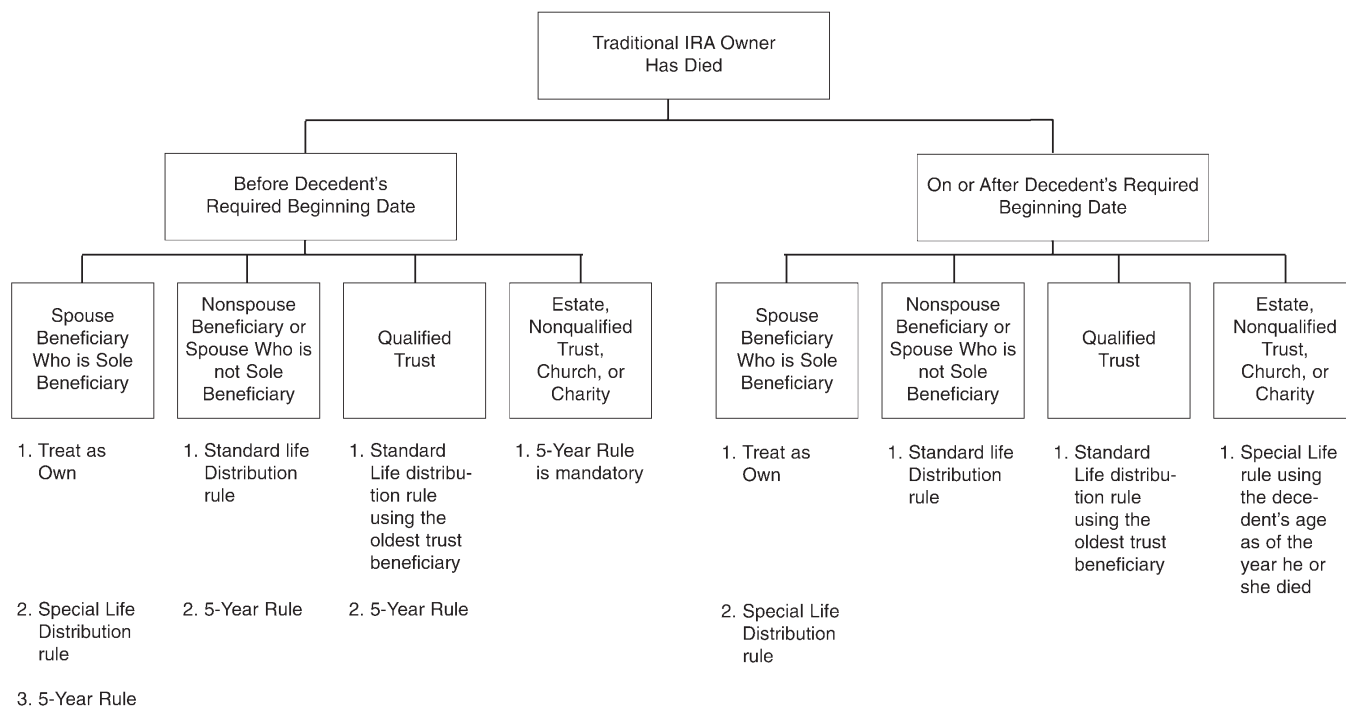 Traditional IRA Owner
Has Died
Before Decedent's
Required Beginning Date
On or After Decedent's Required
Beginning Date
Spouse
Beneficiary
Who is Sole
Beneficiary
Nonspouse
Beneficiary or
Spouse Who is
not Sole
Beneficiary
Qualified
Trust
Estate,
Nonqualified
Trust,
Church, or
Charity
Spouse
Beneficiary
Who is Sole
Beneficiary
Nonspouse
Beneficiary or
Spouse Who is
not Sole
Beneficiary
Qualified
Trust
Estate,
Nonqualified
Trust,
Church, or
Charity
1. Treat as
Own
2. Special Life
Distribution
rule
3. 5-Year Rule
1. Standard life
Distribution
rule
2. 5-Year Rule
1. Standard
Life distribu-
tion rule
using the
oldest trust
beneficiary
2. 5-Year Rule
1. 5-Year Rule
is mandatory
1. Treat as
Own
2. Special Life
Distribution
rule
1. Standard life
Distribution
rule
1. Standard
Life distribu-
tion rule
using the
oldest trust
beneficiary
1. Special Life
rule using
the dece-
dent's age
as of the
year he or
she died